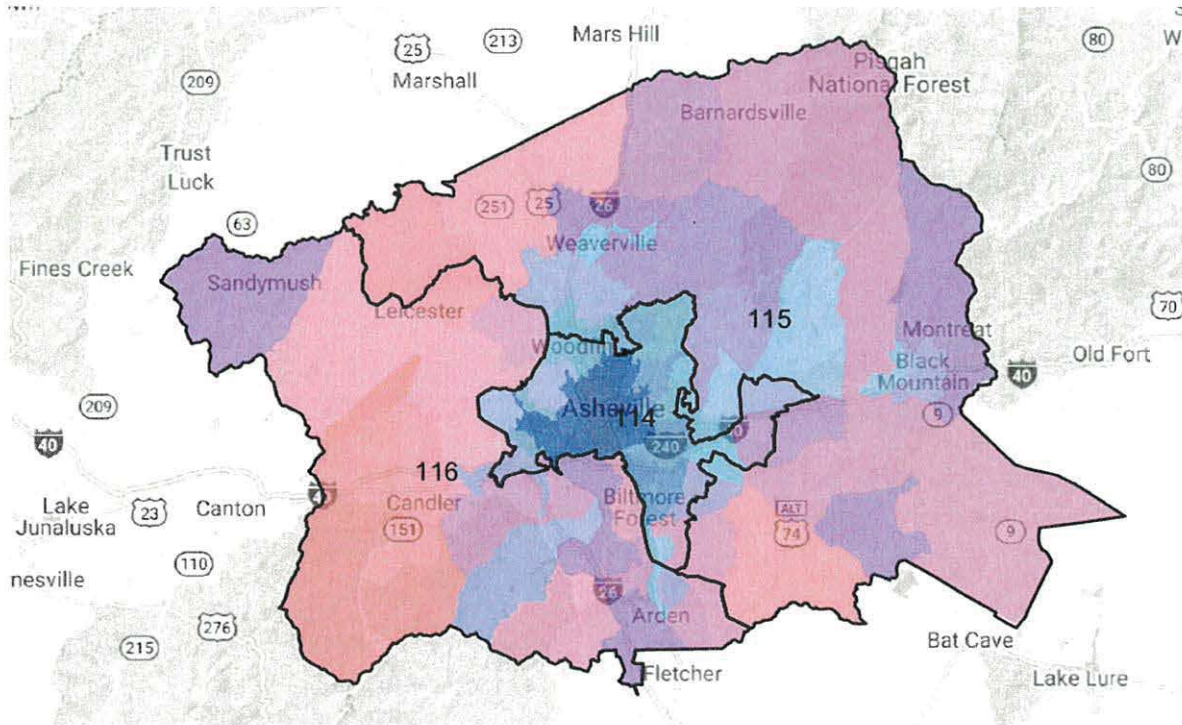 Mars Hill
213
25
80
Marshall
Pisgah
National Forest
209
Barnardsville
Trust
Luck
80
251
25
26
63
Weaverville
Fines Creek
Sandymush
70
Leicester
115
Montreat
Old Fort
Black
Mountain
40
209
Asheville
114
9
40
240
116
Lake
Junaluska
23
Canton
Candler
Biltmore
Forest
ALT
74
9
151
110
nesville
26
276
Arden
215
Bat Cave
Fletcher
Lake Lure